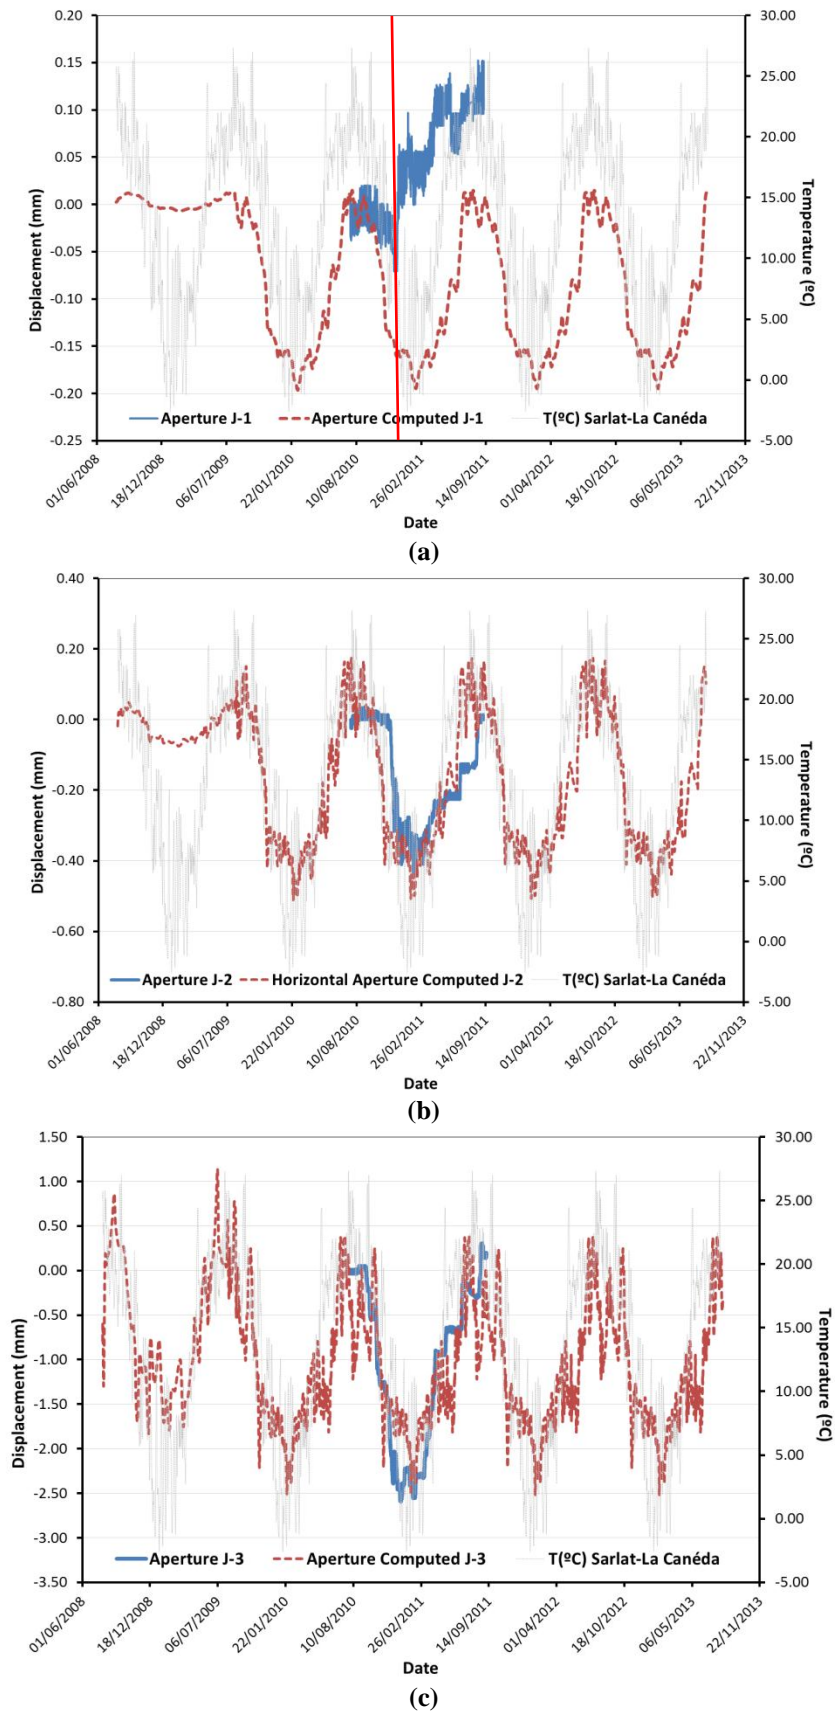 0.20
0.15
0.10
0.05
0.00
-0.05
-0.10
-0.15
-0.20
-0.25
Displacement (mm)
30.00
25.00
20.00
15.00
10.00
5.00
0.00
-5.00
Temperature (ºC)
Aperture J-1 Aperture Computed J-1 T(ºC) Sarlat-La Canéda
01/06/2008 18/12/2008 06/07/2009 22/01/2010 10/08/2010 26/02/2011 14/09/2011 01/04/2012 18/10/2012 06/05/2013 22/11/2013
Date
(a)
0.40
0.20
0.00
-0.20
-0.40
-0.60
-0.80
Displacement (mm)
30.00
25.00
20.00
15.00
10.00
5.00
0.00
-5.00
Temperature (ºC)
Aperture J-2 Horizontal Aperture Computed J-2 T(ºC) Sarlat-La Canéda
01/06/2008 18/12/2008 06/07/2009 22/01/2010 10/08/2010 26/02/2011 14/09/2011 01/04/2012 18/10/2012 06/05/2013 22/11/2013
Date
(b)
1.50
1.00
0.50
0.00
-0.50
-1.00
-1.50
-2.00
-2.50
-3.00
-3.50
Displacement (mm)
30.00
25.00
20.00
15.00
10.00
5.00
0.00
-5.00
Temperature (ºC)
Aperture J-3 Aperture Computed J-3 T(ºC) Sarlat-La Canéda
01/06/2008 18/12/2008 06/07/2009 22/01/2010 10/08/2010 26/02/2011 14/09/2011 01/04/2012 18/10/2012 06/05/2013 22/11/2013
Date
(c)